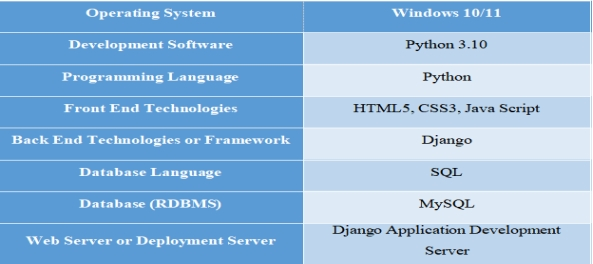 Operating System Windows 10/11
Development Software Python 3.10
Programming Language Python
Front End Technologies HTML5, CSS3, Java Script
Back End Technologies or Framework Django
Database Language SQL
Database (RDBMS) MySQL
Web Server or Deployment Server Django Application Development
Server